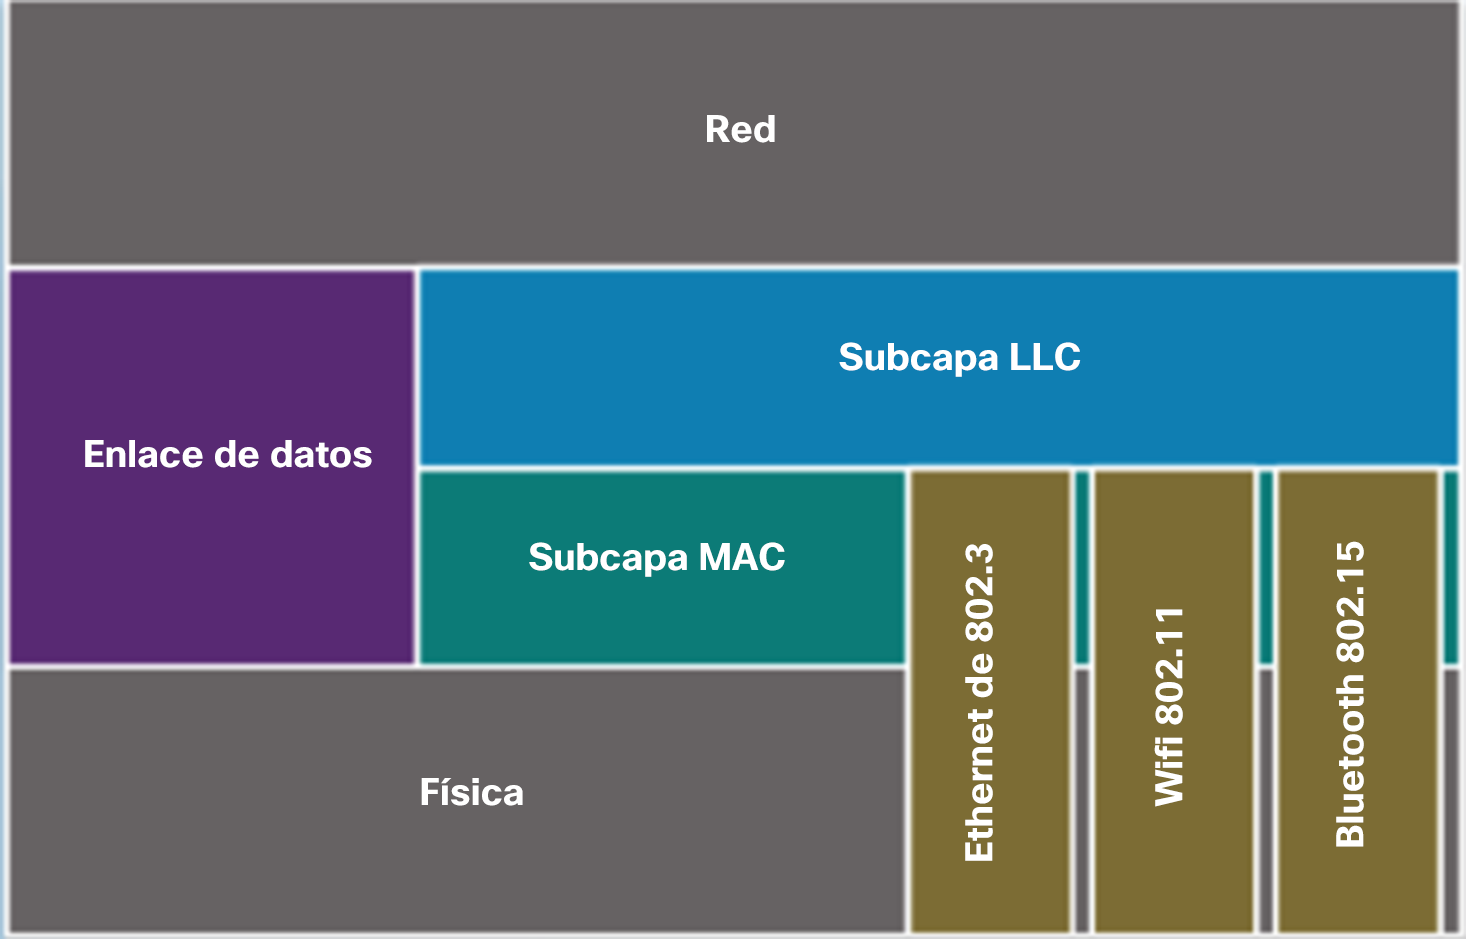 Red
Enlace de datos
Subcapa LLC
Subcapa MAC
Física
Ethernet de 802.3
Wifi 802.11
Bluetooth 802.15